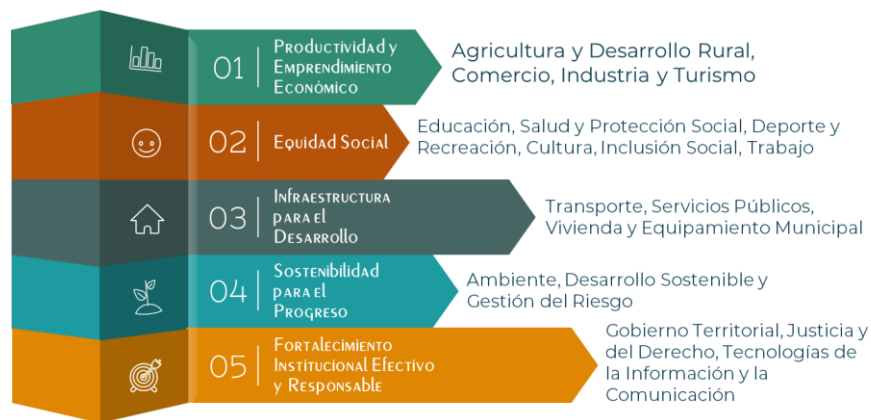 01
Productividad y
Emprendimiento
Económico
Agricultura y Desarrollo Rural,
Comercio, Industria y Turismo
02
Equidad Social
Educación, Salud y Protección Social, Deporte y
Recreación, Cultura, Inclusión Social, Trabajo
03
Infraestructura
para el
Desarrollo
Transporte, Servicios Públicos,
Vivienda y Equipamiento Municipal
04
Sostenibilidad
para el
Progreso
Ambiente, Desarrollo Sostenible y
Gestión del Riesgo
05
Fortalecimiento
Institucional Efectivo
y Responsable
Gobierno Territorial, Justicia y
del Derecho, Tecnologías de
la Información y la
Comunicación